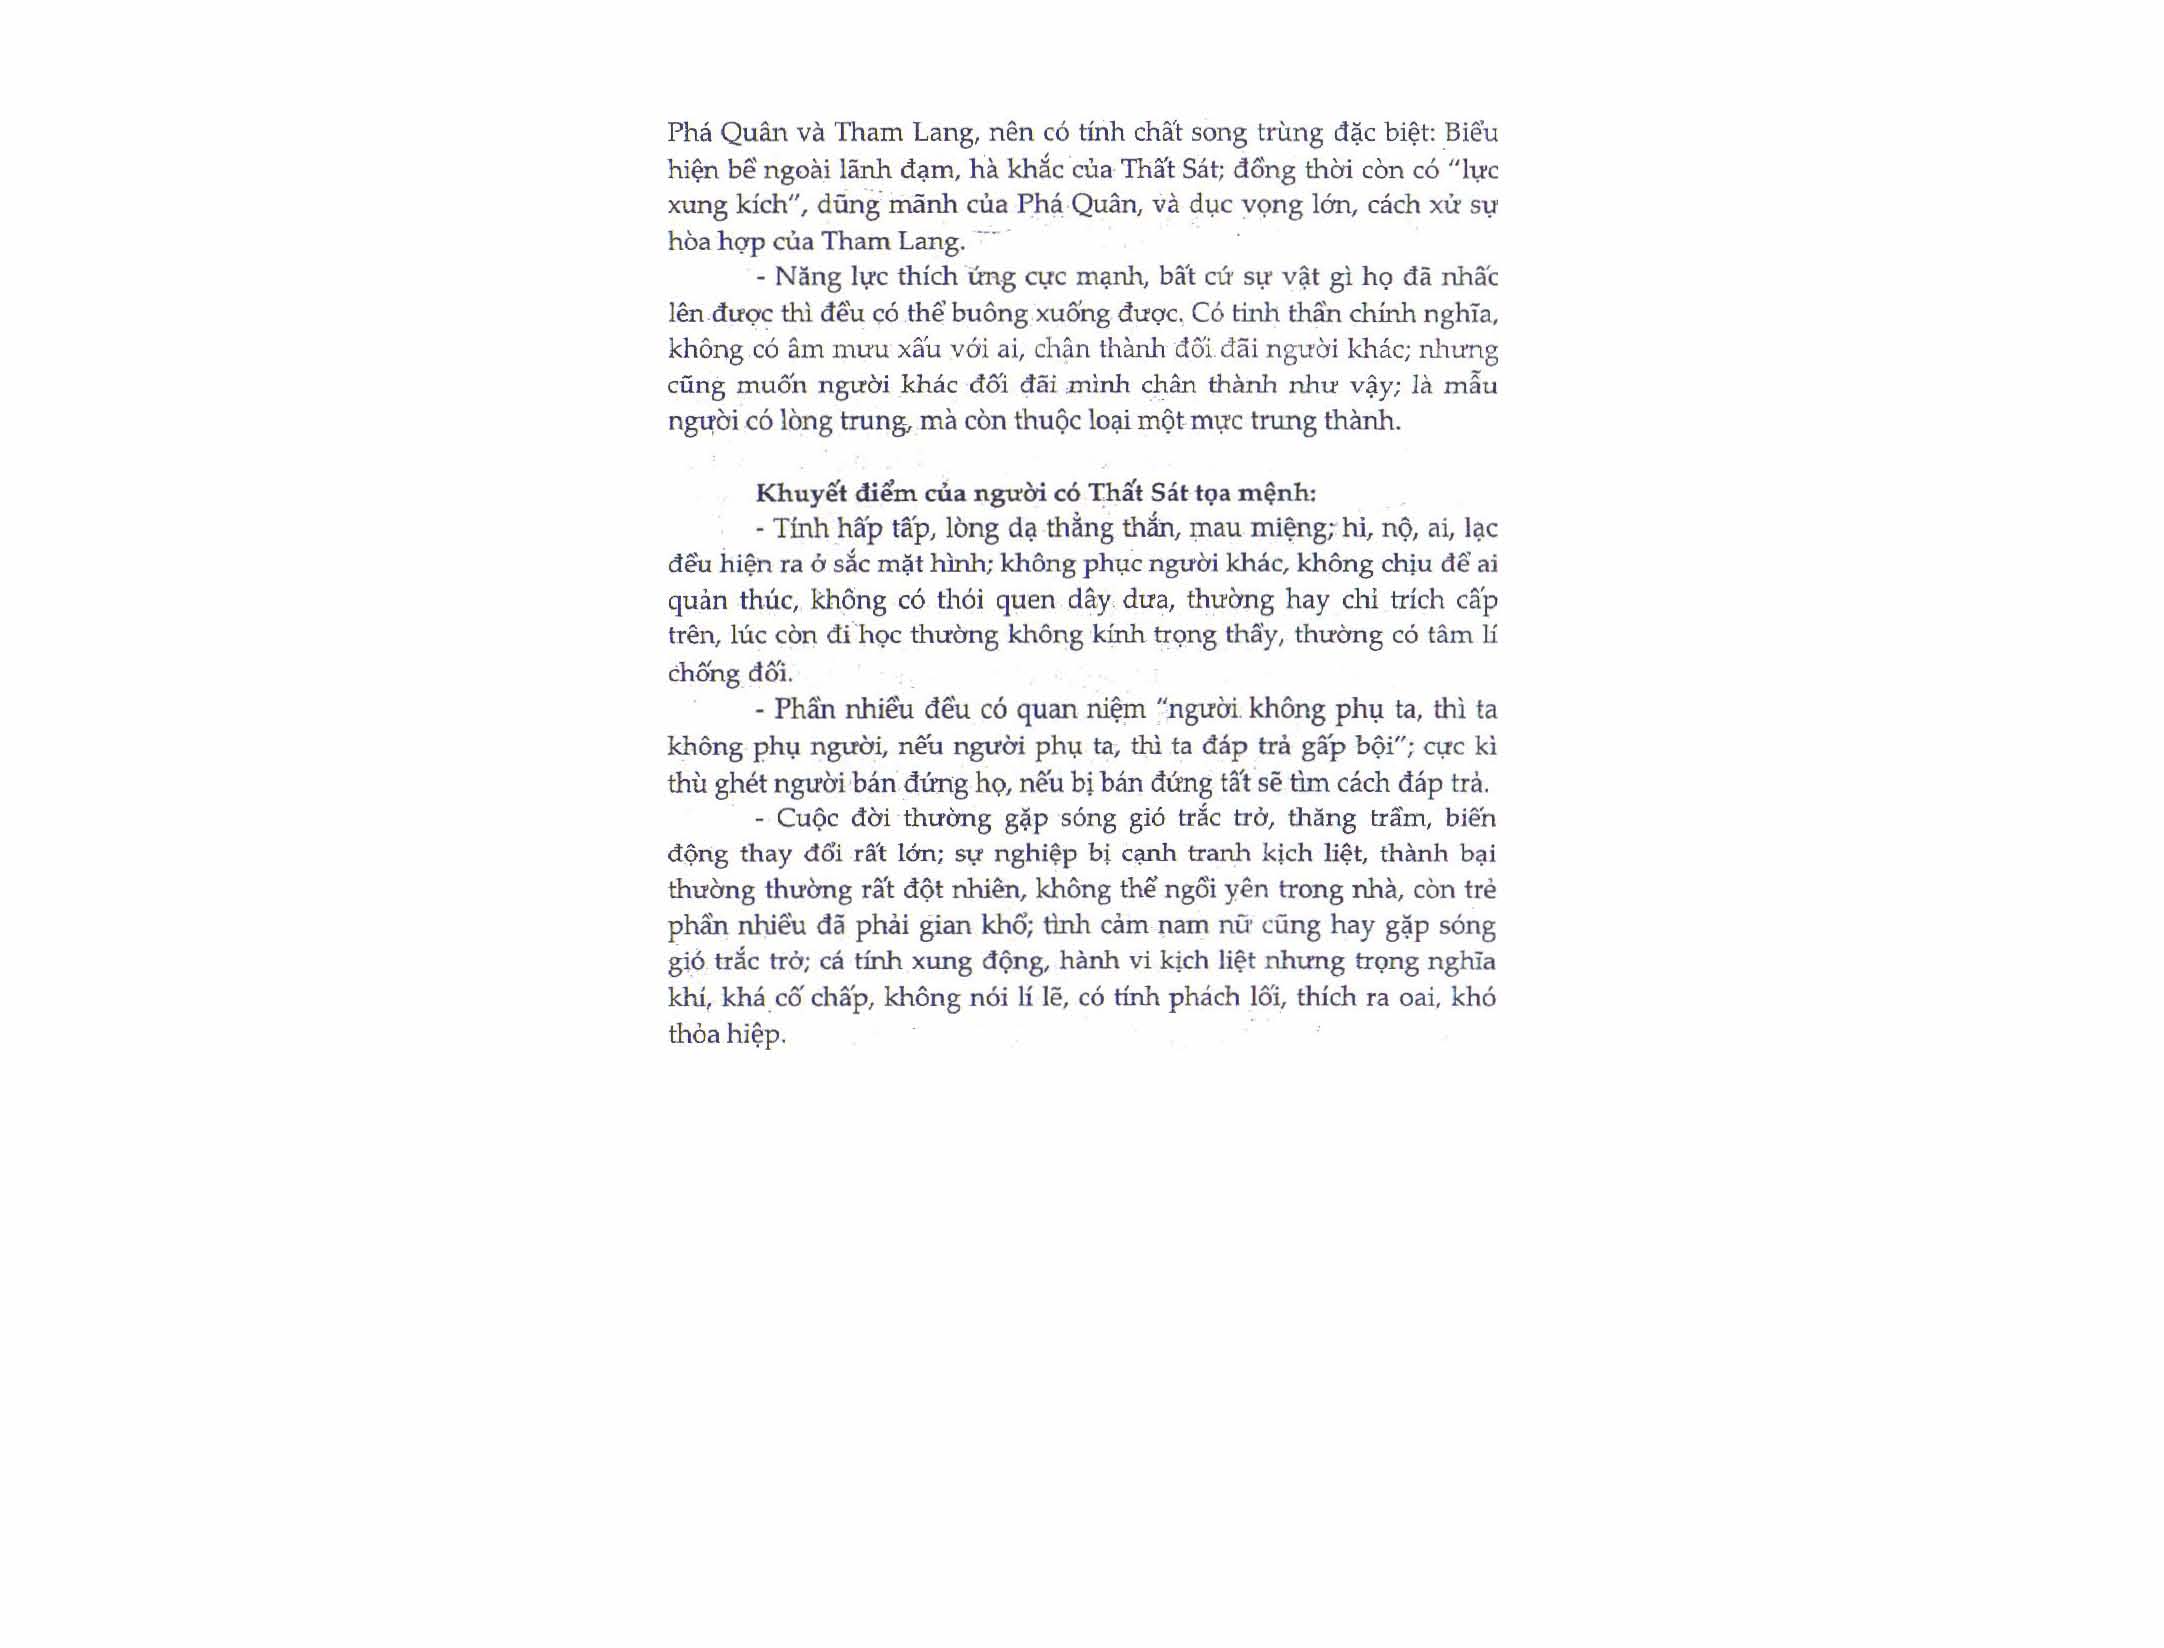 Phá Quân và Tham Lang, nên có tính chất song trùng đặc biệt: Biểu
hiện bề ngoài lãnh đạm, hà khắc của Thất Sát; đồng thời còn có "lực
xung kích", dũng mãnh của Phá Quân, và dục vọng lớn, cách xử sự
hòa hợp của Tham Lang.
- Năng lực thích ứng cực mạnh, bất cứ sự vật gì họ đã nhấc
lên được thì đều có thể buông xuống được. Có tinh thần chính nghĩa,
không có âm mưu xấu với ai, chân thành đối đãi người khác; nhưng
cũng muốn người khác đối đãi mình chân thành như vậy; là mẫu
người có lòng trung, mà còn thuộc loại một mực trung thành.
Khuyết điểm của người có Thất Sát tọa mệnh:
- Tính hấp tấp, lòng dạ thẳng thắn, mau miệng; hỉ, nộ, ai, lạc
đều hiện ra ở sắc mặt hình; không phục người khác, không chịu để ai
quản thúc, không có thói quen dây dưa, thường hay chỉ trích cấp
trên, lúc còn đi học thường không kính trọng thầy, thường có tâm lí
chống đối.
- Phần nhiều đều có quan niệm "người không phụ ta, thì ta
không phụ người, nếu người phụ ta, thì ta đáp trả gấp bội"; cực kì
thù ghét người bán đứng họ, nếu bị bán đứng tất sẽ tìm cách đáp trả.
- Cuộc đời thường gặp sóng gió trắc trở, thăng trầm, biến
động thay đổi rất lớn; sự nghiệp bị cạnh tranh kịch liệt, thành bại
thường thường rất đột nhiên, không thể ngồi yên trong nhà, còn trẻ
phần nhiều đã phải gian khổ; tình cảm nam nữ cũng hay gặp sóng
gió trắc trở; cá tính xung động, hành vi kịch liệt nhưng trọng nghĩa
khí, khá cố chấp, không nói lí lẽ, có tính phách lối, thích ra oai, khó
thỏa hiệp.